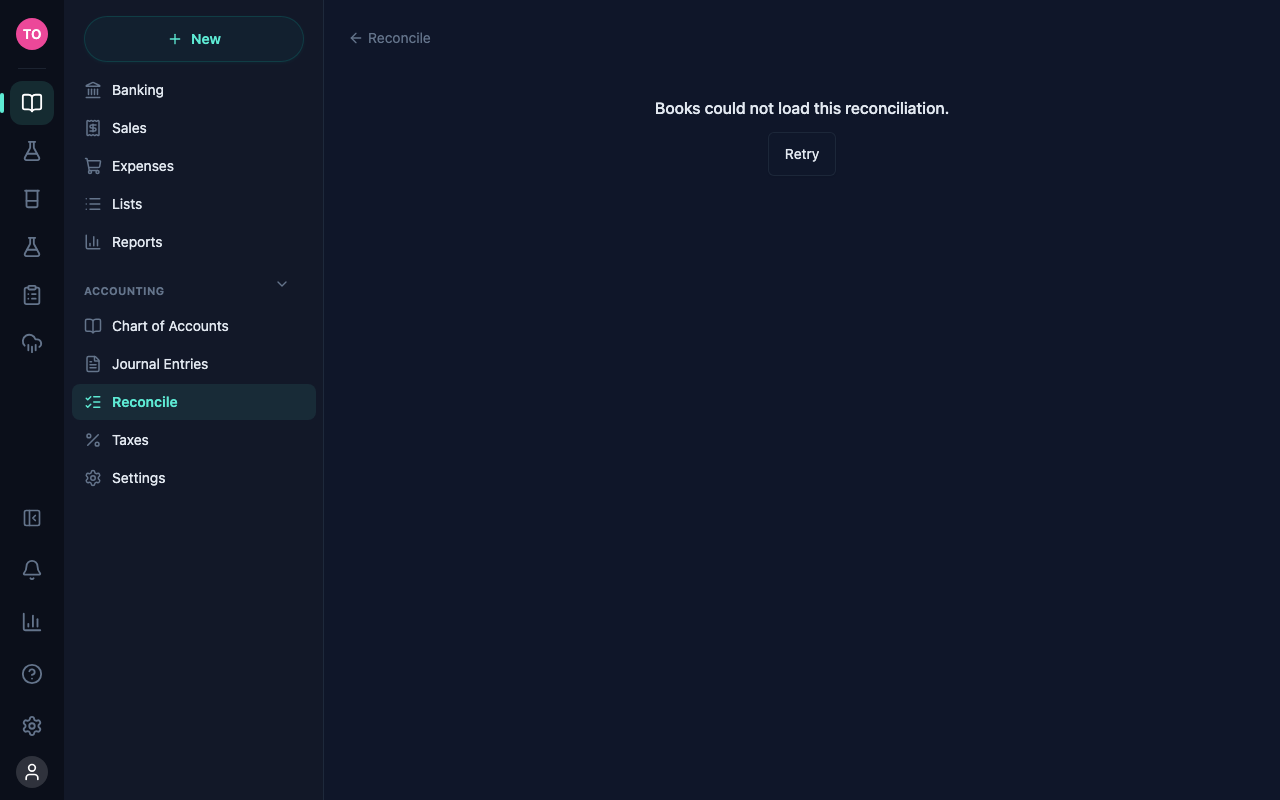 TO
New
Banking
Sales
Expenses
Lists
Reports
ACCOUNTING
Chart of Accounts
Journal Entries
Reconcile
Taxes
Settings
Reconcile
Books could not load this reconciliation.
Retry